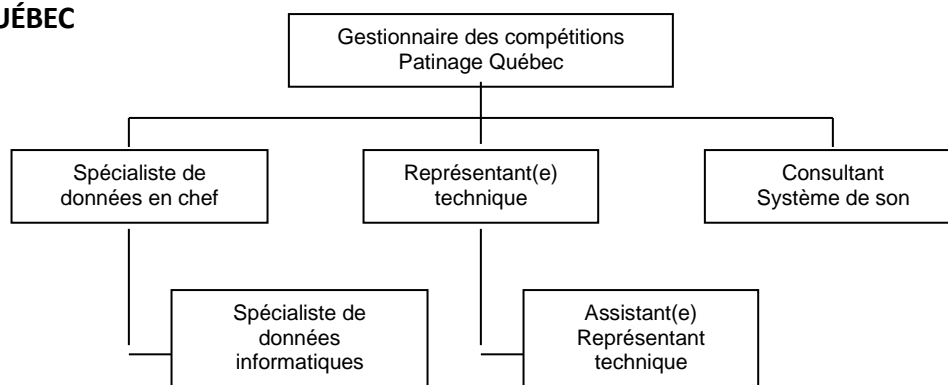 UÉBEC
Gestionnaire des compétitions
Patinage Québec
Spécialiste de
données en chef
Représentant(e)
technique
Consultant
Système de son
Spécialiste de
données
informatiques
Assistant(e)
Représentant
technique